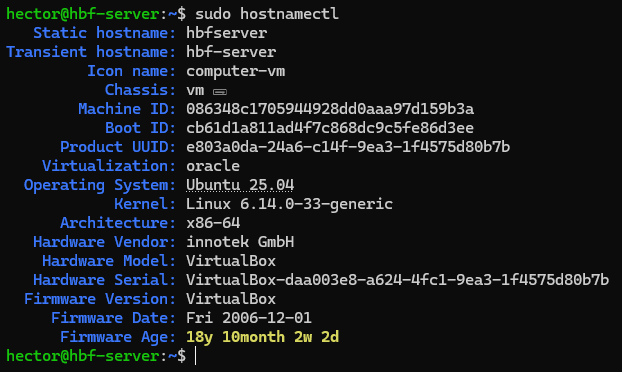 hector@hbf-server:~$ sudo hostnamectl
Static hostname: hbfserver
Transient hostname: hbf-server
Icon name: computer-vm
Chassis: vm
Machine ID: 086348c1705944928dd0aaa97d159b3a
Boot ID: cb61d1a811ad4f7c868dc9c5fe86d3ee
Product UUID: e803a0da-24a6-c14f-9ea3-1f4575d80b7b
Virtualization: oracle
Operating System: Ubuntu 25.04
Kernel: Linux 6.14.0-33-generic
Architecture: x86-64
Hardware Vendor: innotek GmbH
Hardware Model: VirtualBox
Hardware Serial: VirtualBox-daa003e8-a624-4fc1-9ea3-1f4575d80b7b
Firmware Version: VirtualBox
Firmware Date: Fri 2006-12-01
Firmware Age: 18y 10month 2w 2d
hector@hbf-server:~$